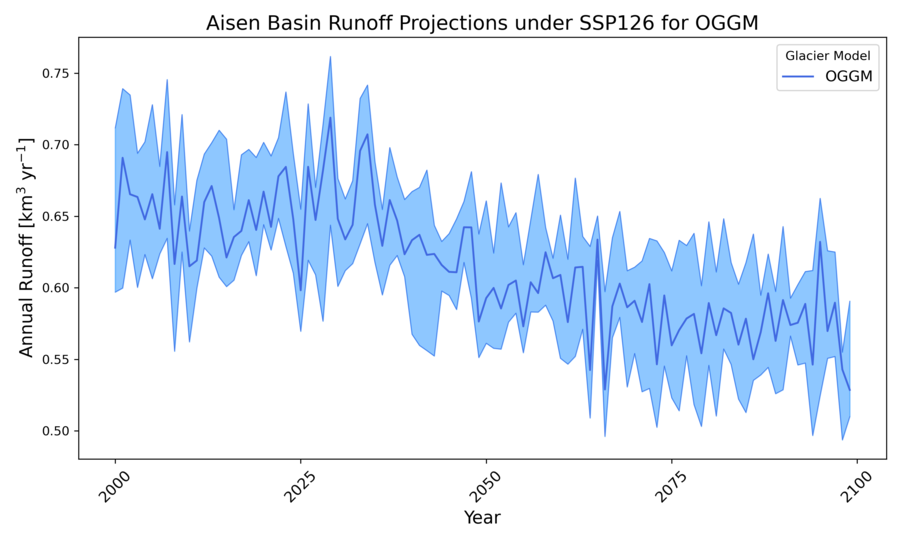 Aisen Basin Runoff Projections under SSP126 for OGGM
Glacier Model
OGGM
Annual Runoff [km³ yr⁻¹]
0.75
0.70
0.65
0.60
0.55
0.50
2000
2025
2050
2075
2100
Year